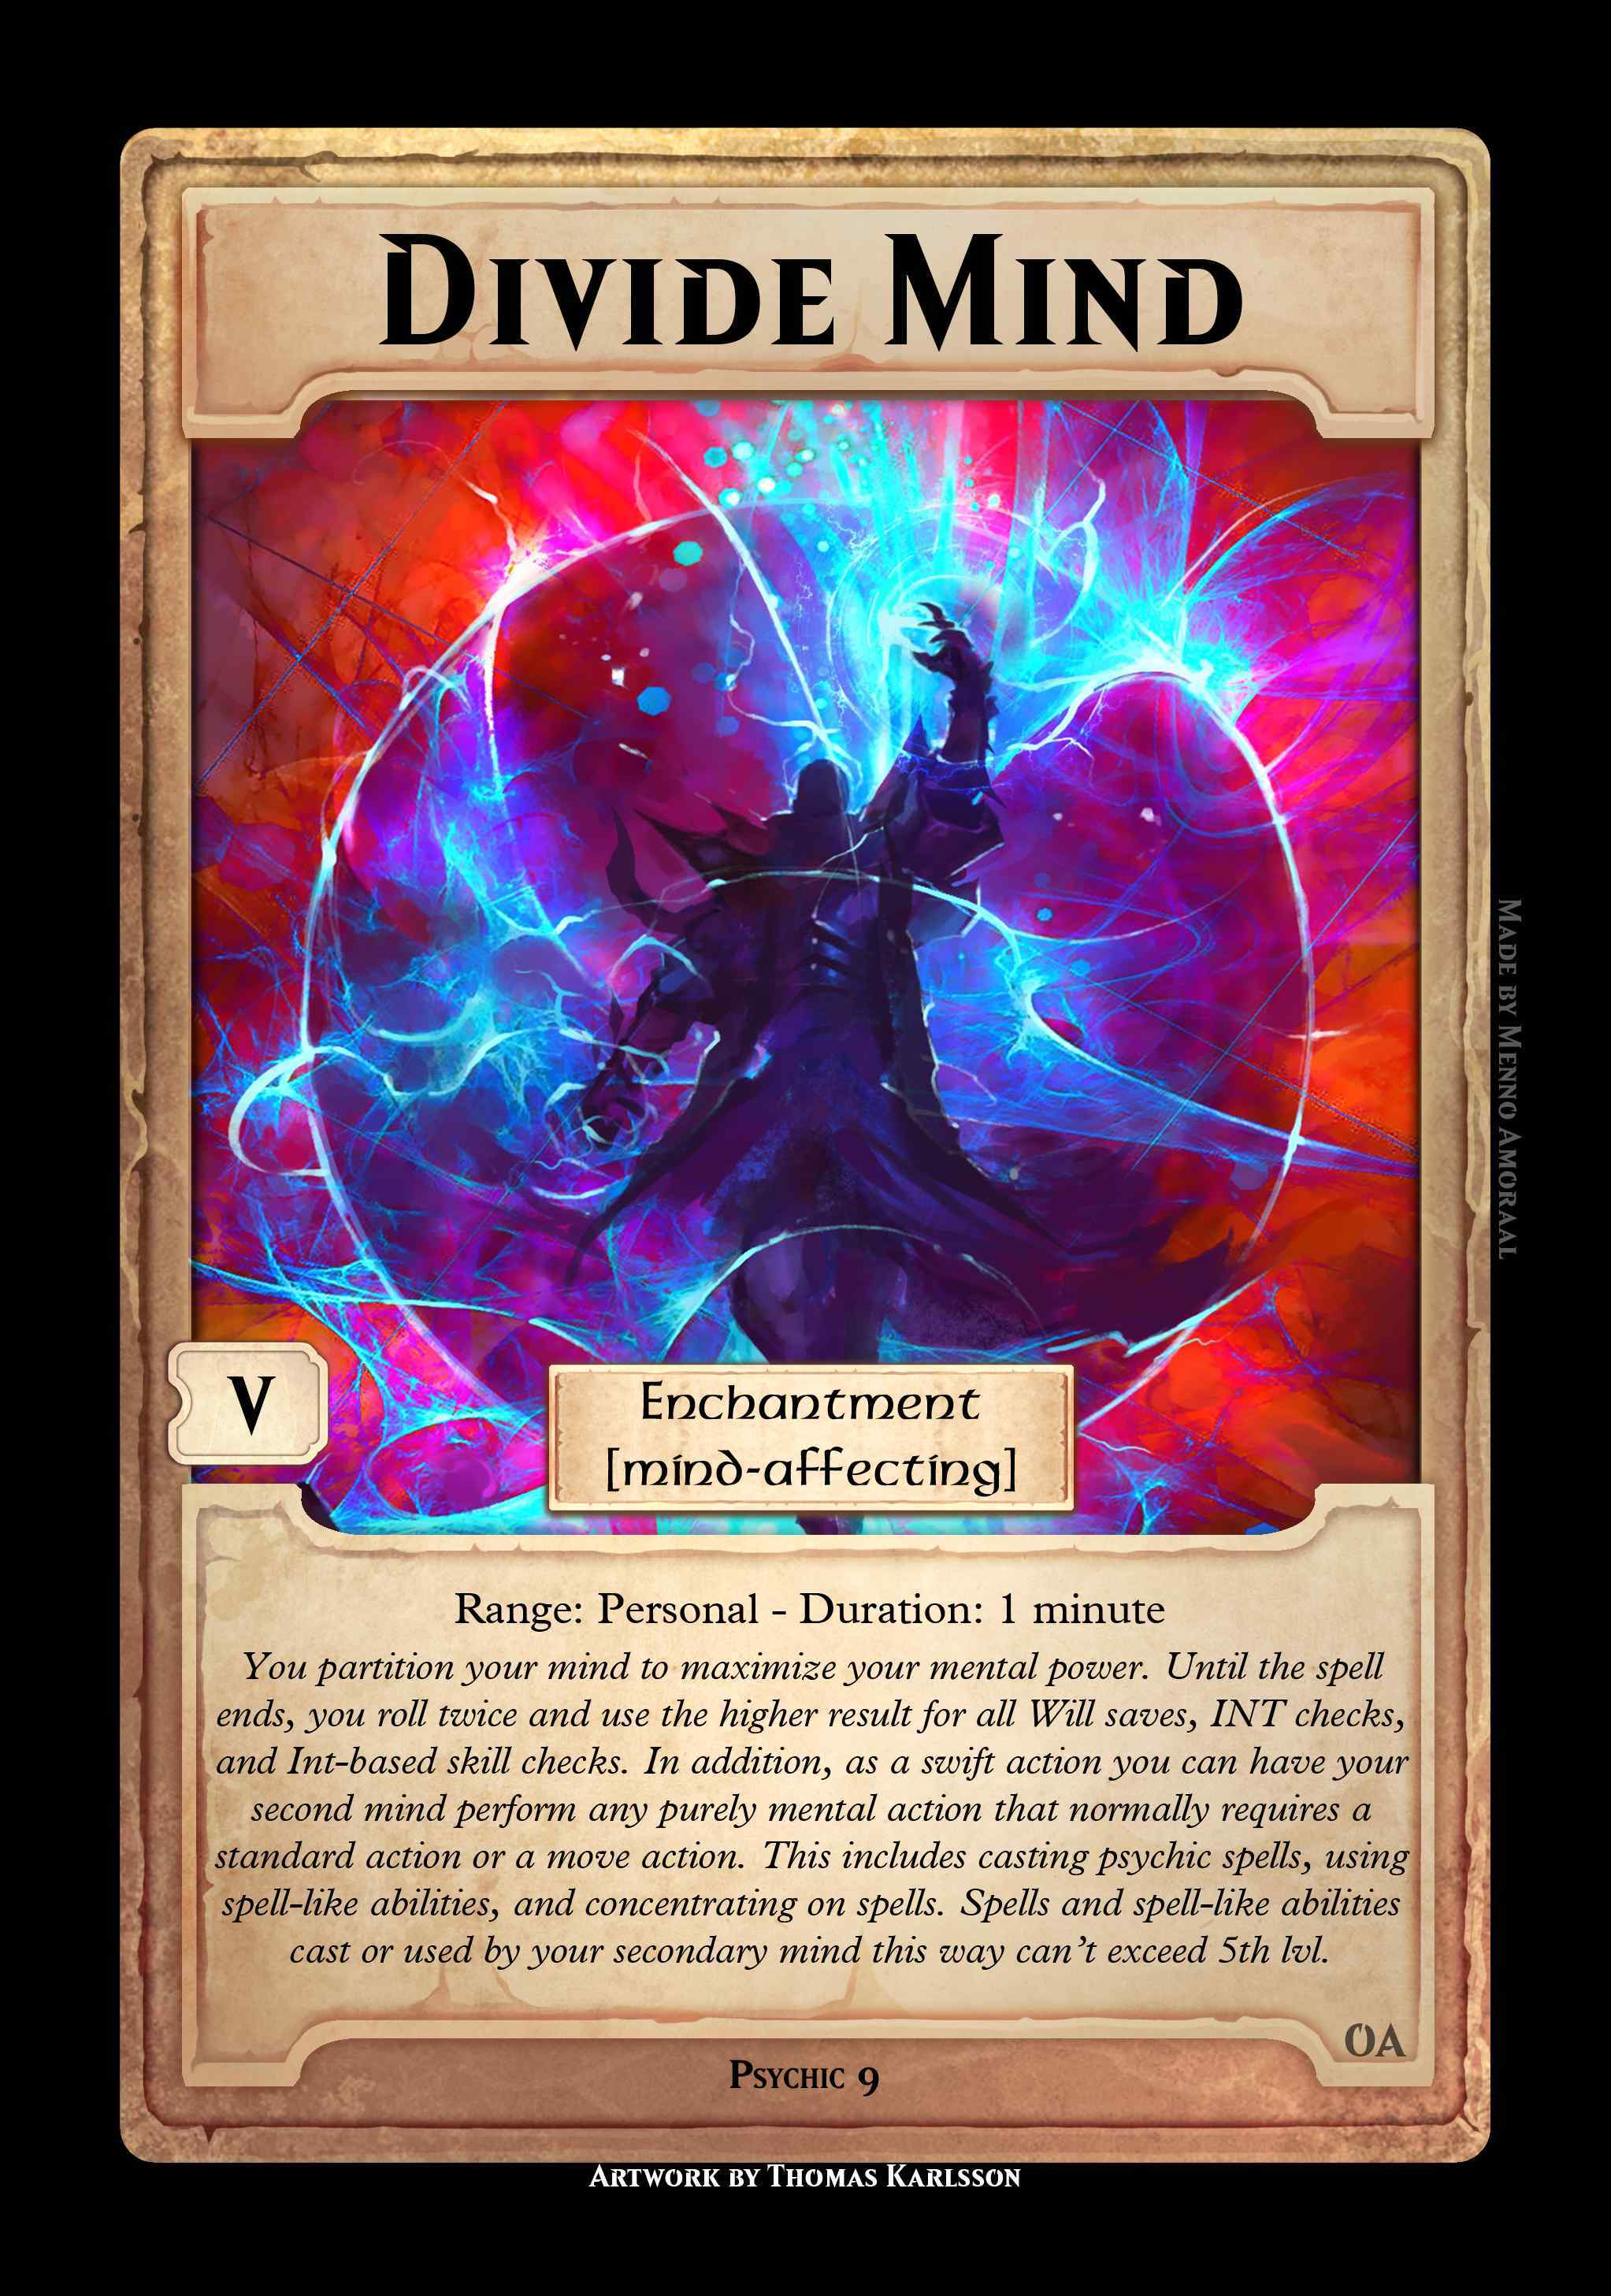 Divide Mind
V
Enchantment
[mind-affecting]
Range: Personal - Duration: 1 minute
You partition your mind to maximize your mental power. Until the spell
ends, you roll twice and use the higher result for all Will saves, INT checks,
and Int-based skill checks. In addition, as a swift action you can have your
second mind perform any purely mental action that normally requires a
standard action or a move action. This includes casting psychic spells, using
spell-like abilities, and concentrating on spells. Spells and spell-like abilities
cast or used by your secondary mind this way can't exceed 5th lvl.
OA
Psychic 9
Artwork by Thomas Karlsson
Made by Menno Amoraal